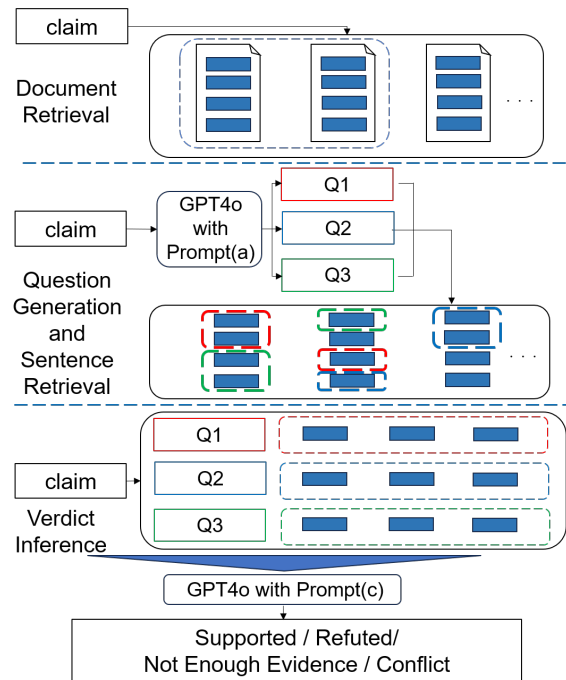 claim
Document
Retrieval
. . .
claim
GPT4o
with
Prompt(a)
Q1
Q2
Q3
Question
Generation
and
Sentence
Retrieval
. . .
claim
Verdict
Inference
Q1
Q2
Q3
GPT4o with Prompt(c)
Supported / Refuted/
Not Enough Evidence / Conflict